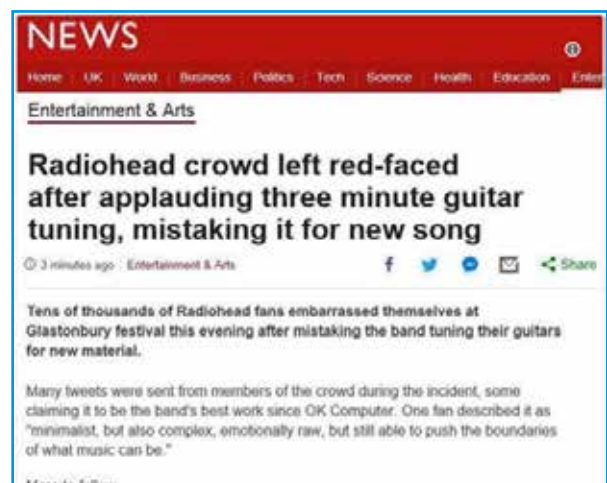 NEWS
Home UK World Business Politics Tech Science Health Education Enter
Entertainment & Arts
Radiohead crowd left red-faced
after applauding three minute guitar
tuning, mistaking it for new song
3 minutes ago Entertainment & Arts Share
Tens of thousands of Radiohead fans embarrassed themselves at
Glastonbury festival this evening after mistaking the band tuning their guitars
for new material.
Many tweets were sent from members of the crowd during the incident, some
claiming it to be the band's best work since OK Computer. One fan described it as
"minimalist, but also complex, emotionally raw, but still able to push the boundaries
of what music can be."